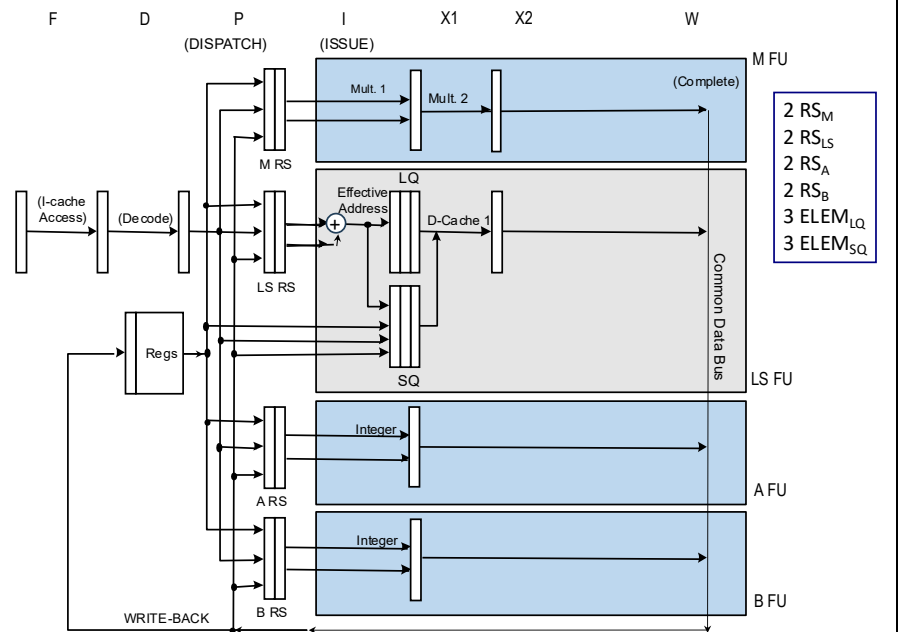 F D P I X1 X2 W
(DISPATCH) (ISSUE)
M FU
(Complete)
Mult. 1
Mult. 2
M RS
2 RSM
2 RSLS
2 RSA
2 RSB
3 ELEMLQ
3 ELEMSQ
LQ
(I-cache
Access)
(Decode)
Effective
Address
+
D-Cache 1
LS RS
Regs
SQ
Common Data Bus
LS FU
Integer
A RS
A FU
Integer
B RS
B FU
WRITE-BACK